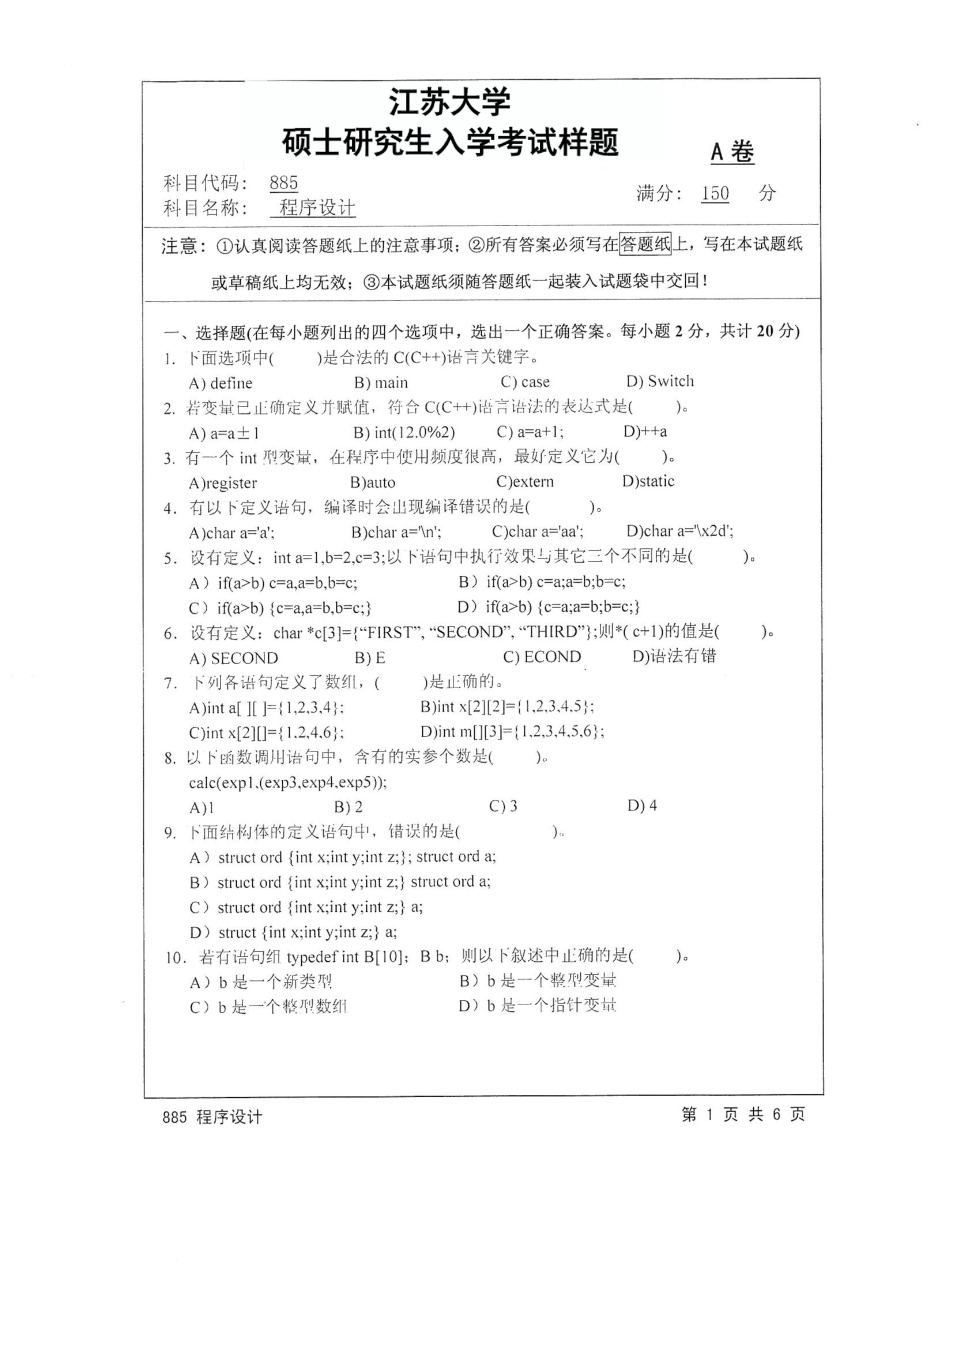 江苏大学
硕士研究生入学考试样题
A 卷
科目代码： 885
满分： 150 分
科目名称： 程序设计
注意：①认真阅读答题纸上的注意事项；②所有答案必须写在答题纸上，写在本试题纸
或草稿纸上均无效；③本试题纸须随答题纸一起装入试题袋中交回！
一、选择题(在每小题列出的四个选项中，选出一个正确答案。每小题 2 分，共计 20 分)
1. 下面选项中( )是合法的 C(C++)语言关键字。
A) define B) main C) case D) Switch
2. 若变量已正确定义并赋值，符合 C(C++)语言语法的表达式是( )。
A) a=a±1 B) int(12.0%2) C) a=a+1; D)++a
3. 有一个 int 型变量，在程序中使用频度很高，最好定义它为( )。
A)register B)auto C)extern D)static
4. 有以下定义语句，编译时会出现编译错误的是( )。
A)char a='a'; B)char a='\n'; C)char a='aa'; D)char a='\x2d';
5. 设有定义：int a=1,b=2,c=3;以下语句中执行效果与其它三个不同的是( )。
A）if(a>b) c=a,a=b,b=c; B）if(a>b) c=a;a=b;b=c;
C）if(a>b) {c=a,a=b,b=c;} D）if(a>b) {c=a;a=b;b=c;}
6. 设有定义：char *c[3]={“FIRST”, “SECOND”, “THIRD”};则*( c+1)的值是( )。
A) SECOND B) E C) ECOND D)语法有错
7. 下列各语句定义了数组，( )是正确的。
A)int a[ ][ ]={1,2,3,4}; B)int x[2][2]={1,2,3,4,5};
C)int x[2][]={1,2,4,6}; D)int m[][3]={1,2,3,4,5,6};
8. 以下函数调用语句中，含有的实参个数是( )。
calc(exp1,(exp3,exp4,exp5));
A)1 B) 2 C) 3 D) 4
9. 下面结构体的定义语句中，错误的是( )。
A）struct ord {int x;int y;int z;}; struct ord a;
B）struct ord {int x;int y;int z;} struct ord a;
C）struct ord {int x;int y;int z;} a;
D）struct {int x;int y;int z;} a;
10. 若有语句组 typedef int B[10]；B b；则以下叙述中正确的是( )。
A）b 是一个新类型 B）b 是一个整型变量
C）b 是一个整型数组 D）b 是一个指针变量
885 程序设计 第 1 页 共 6 页